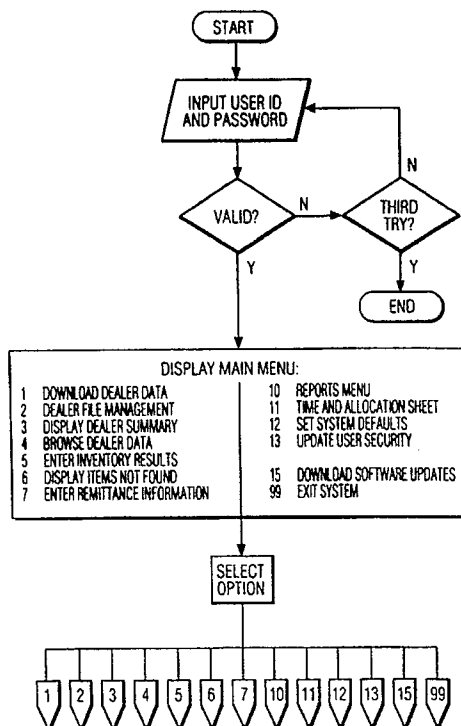 START
INPUT USER ID
AND PASSWORD
VALID?
N
THIRD
TRY?
N
Y
Y
END
DISPLAY MAIN MENU:
1 DOWNLOAD DEALER DATA
2 DEALER FILE MANAGEMENT
3 DISPLAY DEALER SUMMARY
4 BROWSE DEALER DATA
5 ENTER INVENTORY RESULTS
6 DISPLAY ITEMS NOT FOUND
7 ENTER REMITTANCE INFORMATION
10 REPORTS MENU
11 TIME AND ALLOCATION SHEET
12 SET SYSTEM DEFAULTS
13 UPDATE USER SECURITY
15 DOWNLOAD SOFTWARE UPDATES
99 EXIT SYSTEM
SELECT
OPTION
1 2 3 4 5 6 7 10 11 12 13 15 99